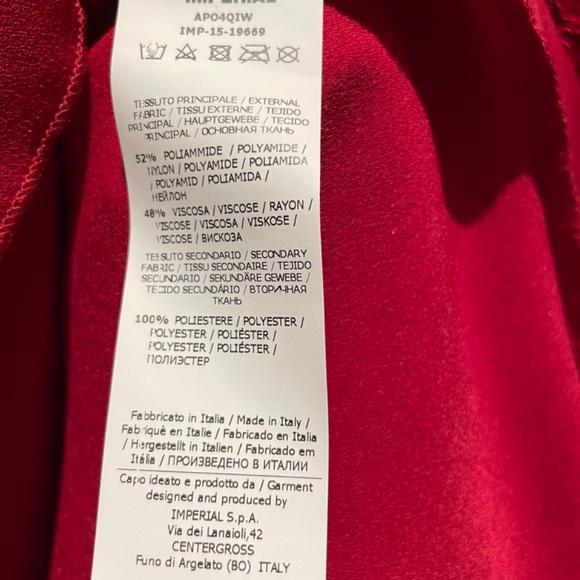 IMPERIAL
AP04QIW
IMP-15-19669
TESSUTO PRINCIPALE / EXTERNAL
FABRIC / TISSU EXTERNE / TEJIDO
PRINCIPAL / HAUPTGEWEBE / TECIDO
PRINCIPAL / ОСНОВНАЯ ТКАНЬ
52% POLIAMMIDE / POLYAMIDE /
NYLON / POLYAMIDE / POLIAMIDA
/ POLYAMID / POLIAMIDA /
НЕЙЛОН
48% VISCOSA / VISCOSE / RAYON /
VISCOSE / VISCOSA / VISKOSE /
VISCOSE / ВИСКОЗА
TESSUTO SECONDARIO / SECONDARY
FABRIC / TISSU SECONDAIRE / TEJIDO
SECUNDARIO / SEKUNDÄRE GEWEBE /
TECIDO SECUNDÁRIO / ВТОРИЧНАЯ
ТКАНЬ
100% POLIESTERE / POLYESTER /
POLYESTER / POLIÉSTER /
POLYESTER / POLIÉSTER /
ПОЛИЭСТЕР
Fabbricato in Italia / Made in Italy /
Fabriqué en Italie / Fabricado en Italia
/ Hergestellt in Italien / Fabricado em
Itália / ПРОИЗВЕДЕНО В ИТАЛИИ
Capo ideato e prodotto da / Garment
designed and produced by
IMPERIAL S.p.A.
Via dei Lanaioli,42
CENTERGROSS
Funo di Argelato (BO) ITALY